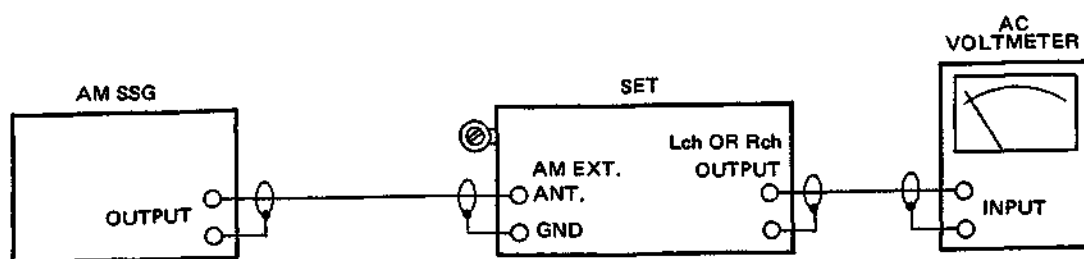 AM SSG
OUTPUT
SET
AM EXT.
ANT.
GND
Lch OR Rch
OUTPUT
AC
VOLTMETER
INPUT